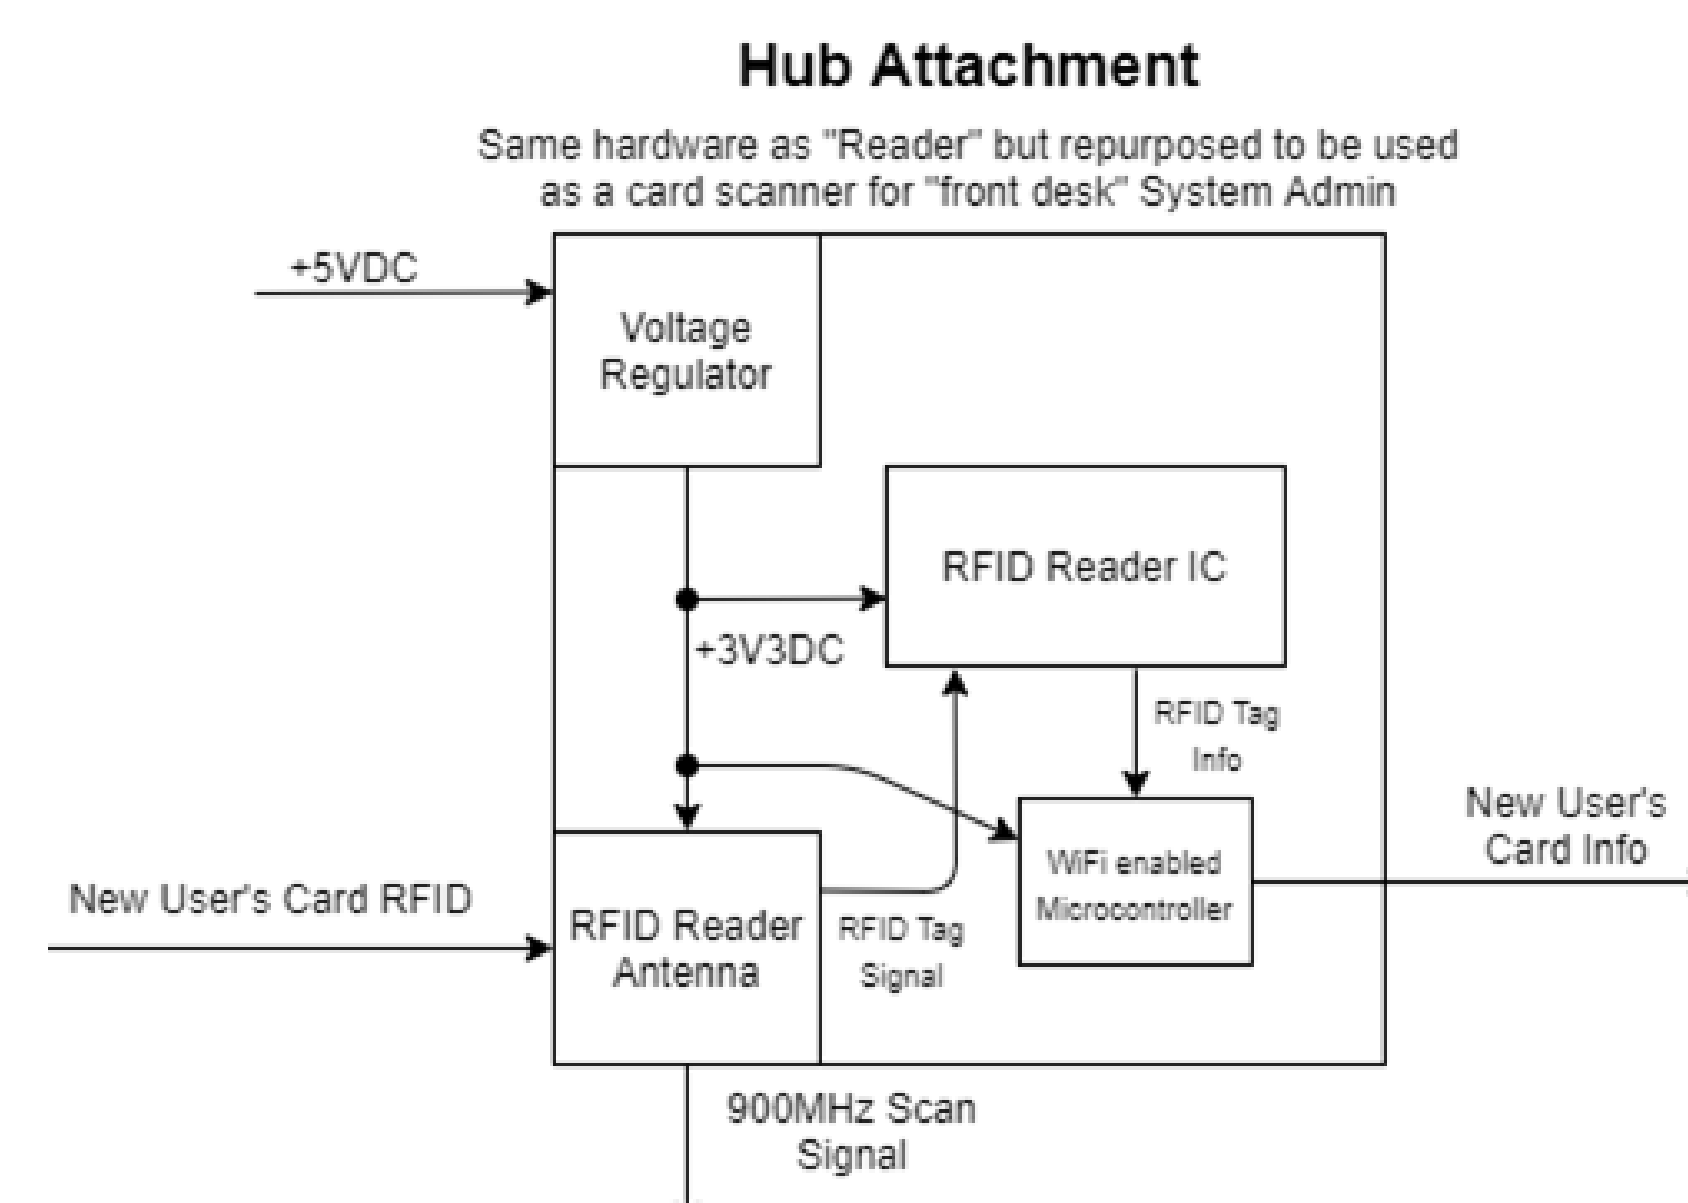 Hub Attachment
Same hardware as "Reader" but repurposed to be used
as a card scanner for "front desk" System Admin
+5VDC
Voltage
Regulator
RFID Reader IC
+3V3DC
RFID Tag
Info
New User's
Card Info
WiFi enabled
Microcontroller
New User's Card RFID
RFID Reader
Antenna
RFID Tag
Signal
900MHz Scan
Signal